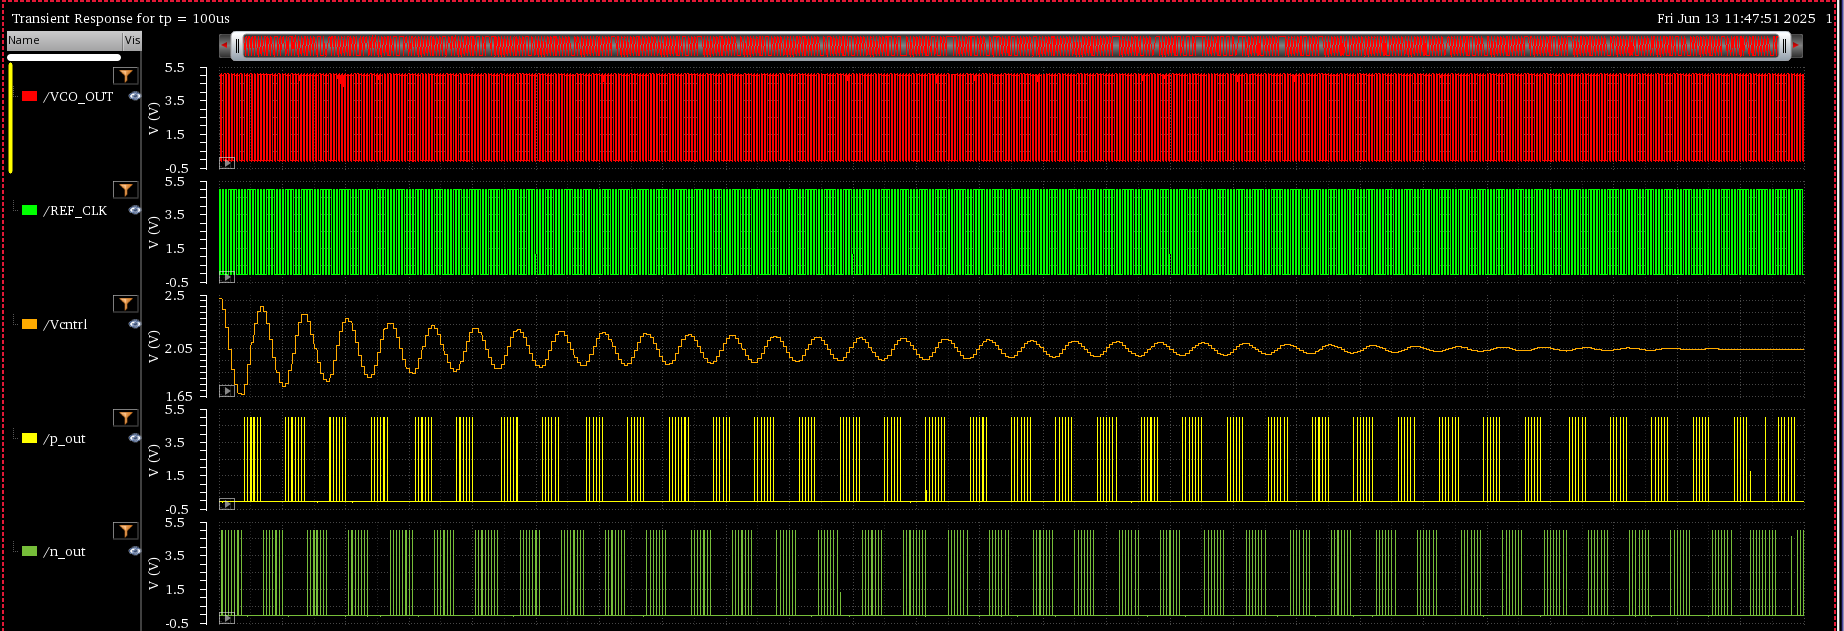 Transient Response for tp = 100us
Fri Jun 13 11:47:51 2025 1
Name Vis
/VCO_OUT
V (V)
5.5
3.5
1.5
-0.5
/REF_CLK
V (V)
5.5
3.5
1.5
-0.5
/Vcntrl
V (V)
2.5
2.05
1.65
/p_out
V (V)
5.5
3.5
1.5
-0.5
/n_out
V (V)
5.5
3.5
1.5
-0.5